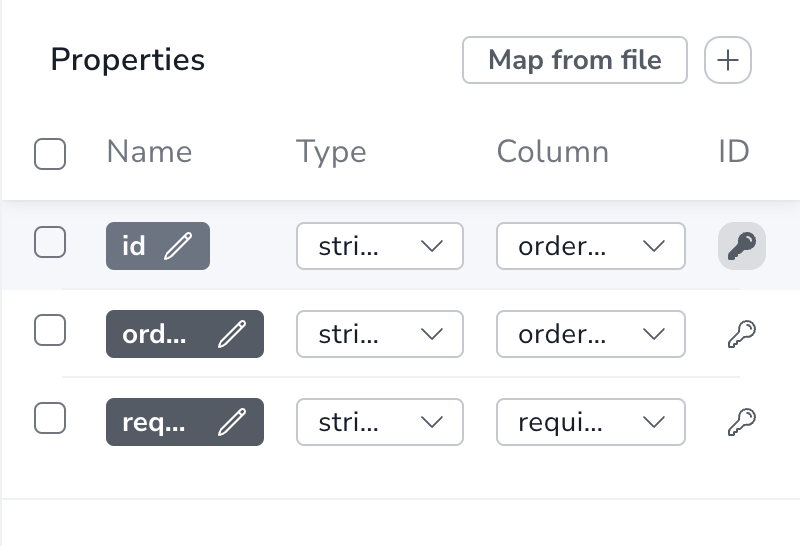 Properties Map from file
Name Type Column ID
id stri... order...
ord... stri... order...
req... stri... requi...